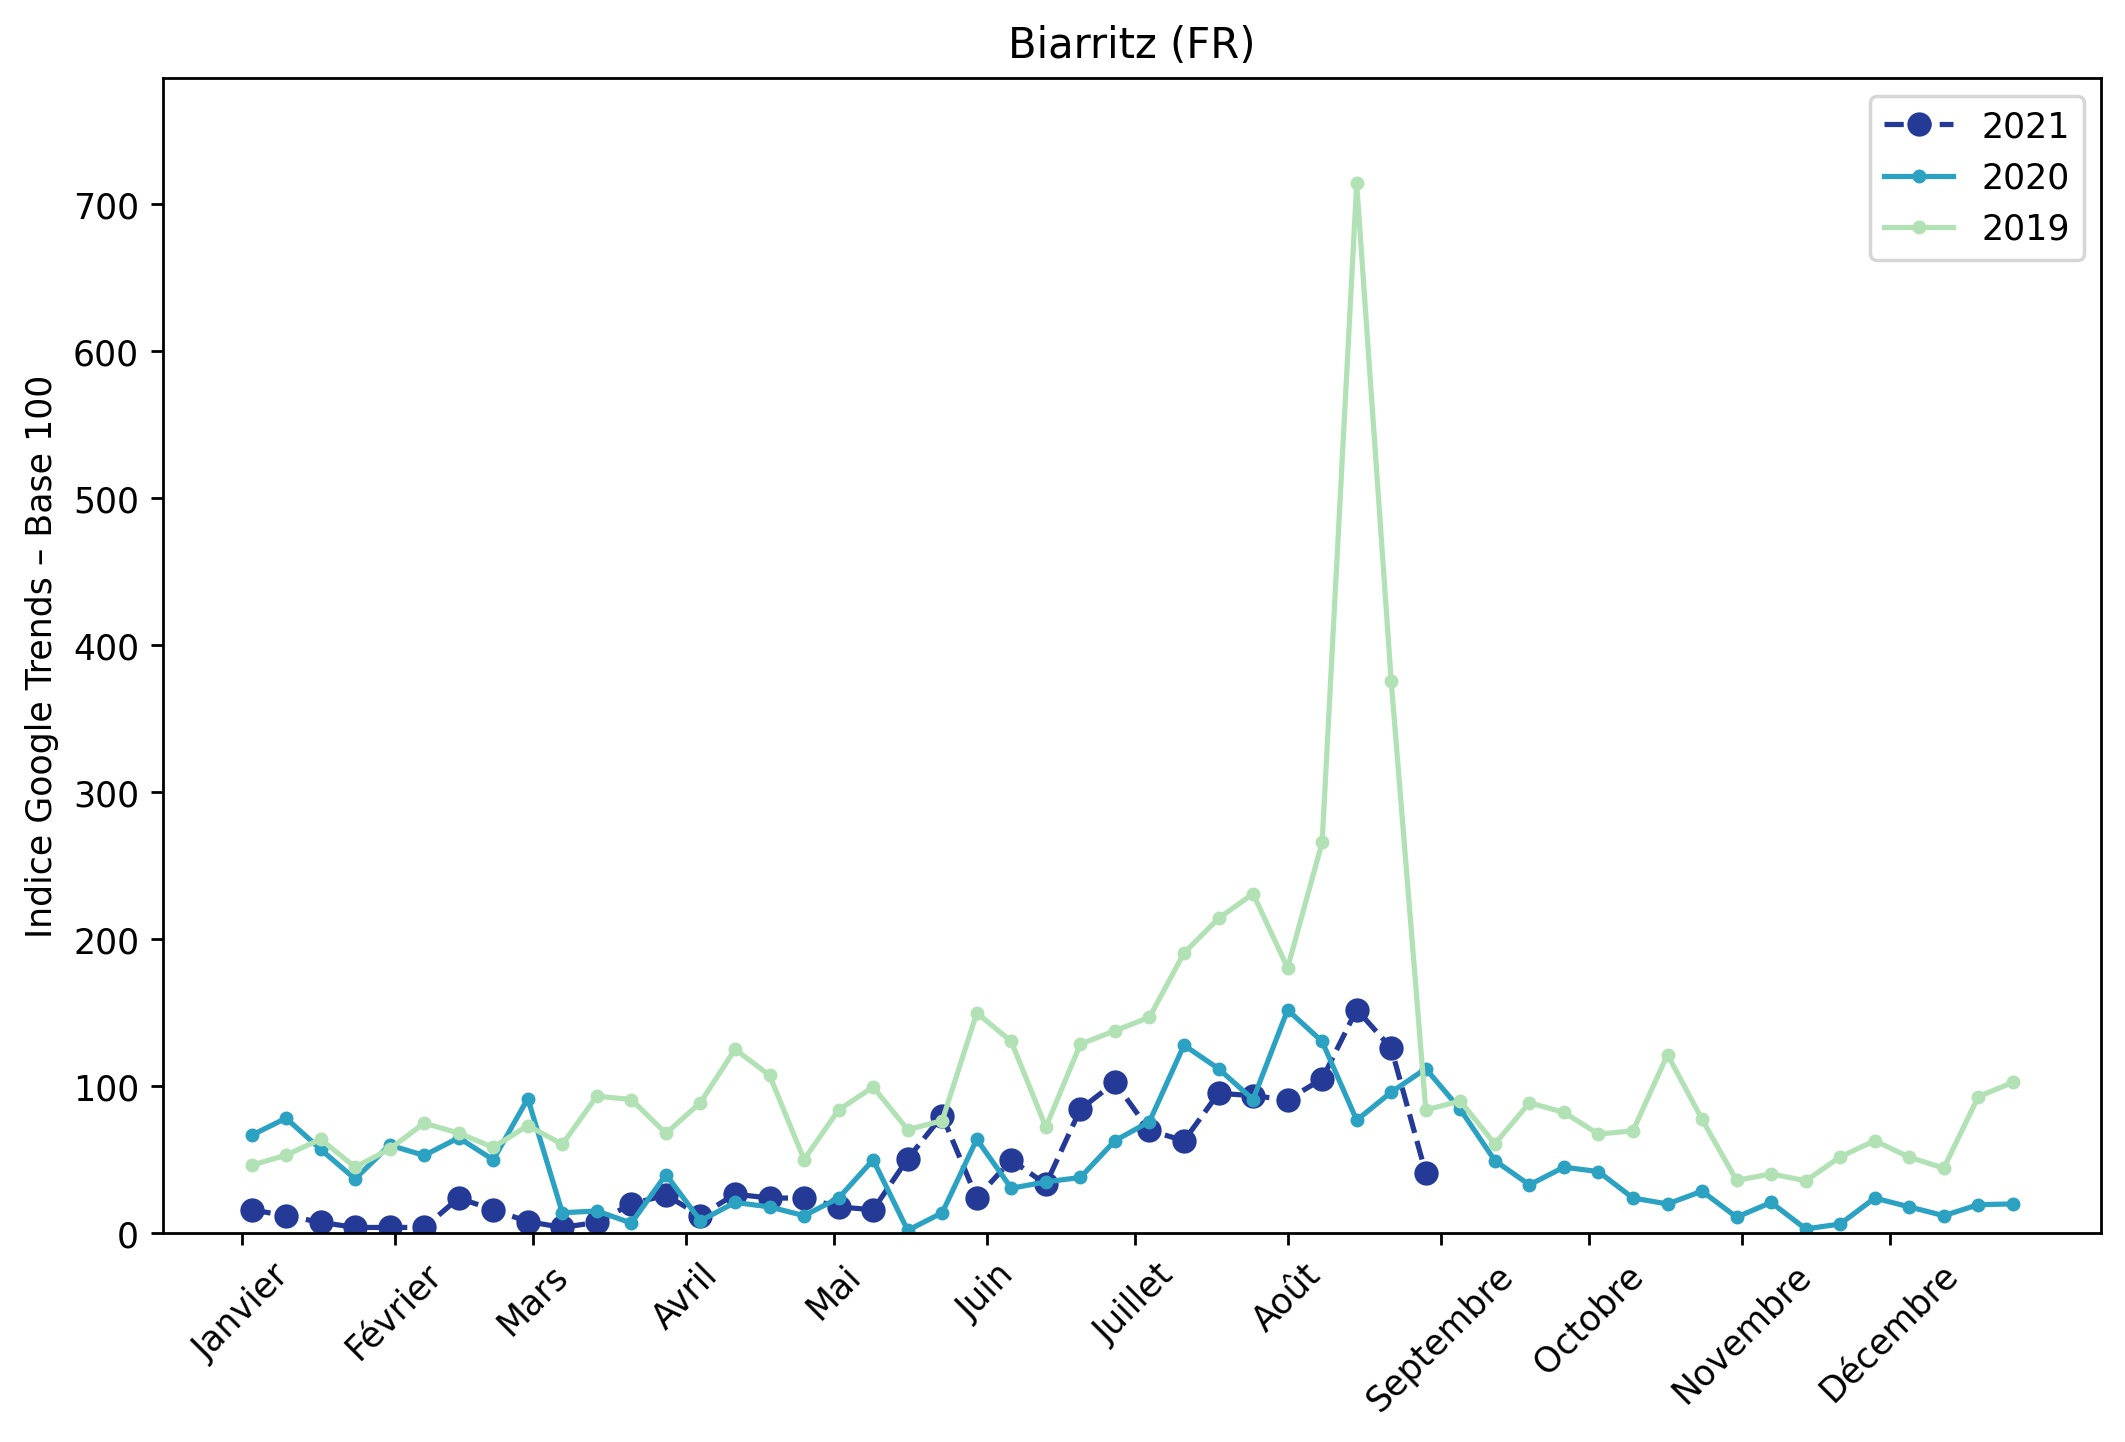 Biarritz (FR)
2021
2020
2019
Indice Google Trends – Base 100
700
600
500
400
300
200
100
0
Janvier
Février
Mars
Avril
Mai
Juin
Juillet
Août
Septembre
Octobre
Novembre
Décembre